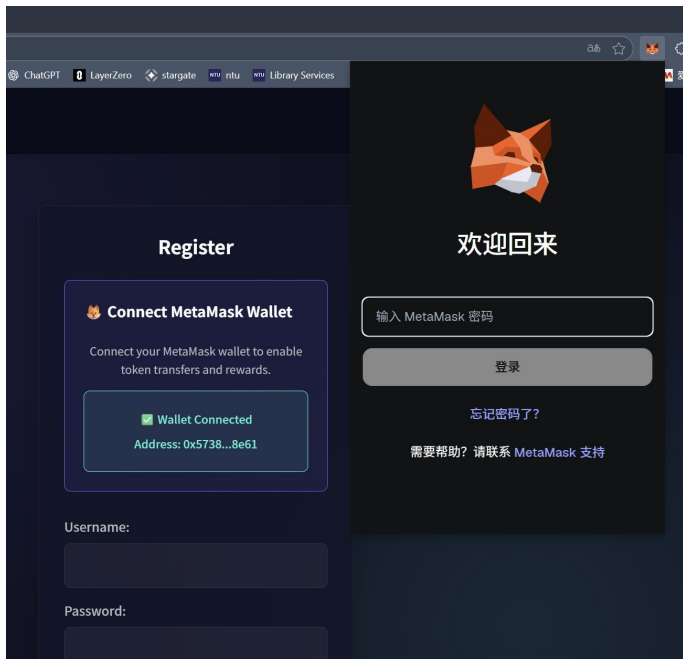 ChatGPT
LayerZero
stargate
NTU ntu
NTU Library Services
Register
Connect MetaMask Wallet
Connect your MetaMask wallet to enable
token transfers and rewards.
Wallet Connected
Address: 0x5738...8e61
Username:
Password:
欢迎回来
输入 MetaMask 密码
登录
忘记密码了?
需要帮助? 请联系 MetaMask 支持